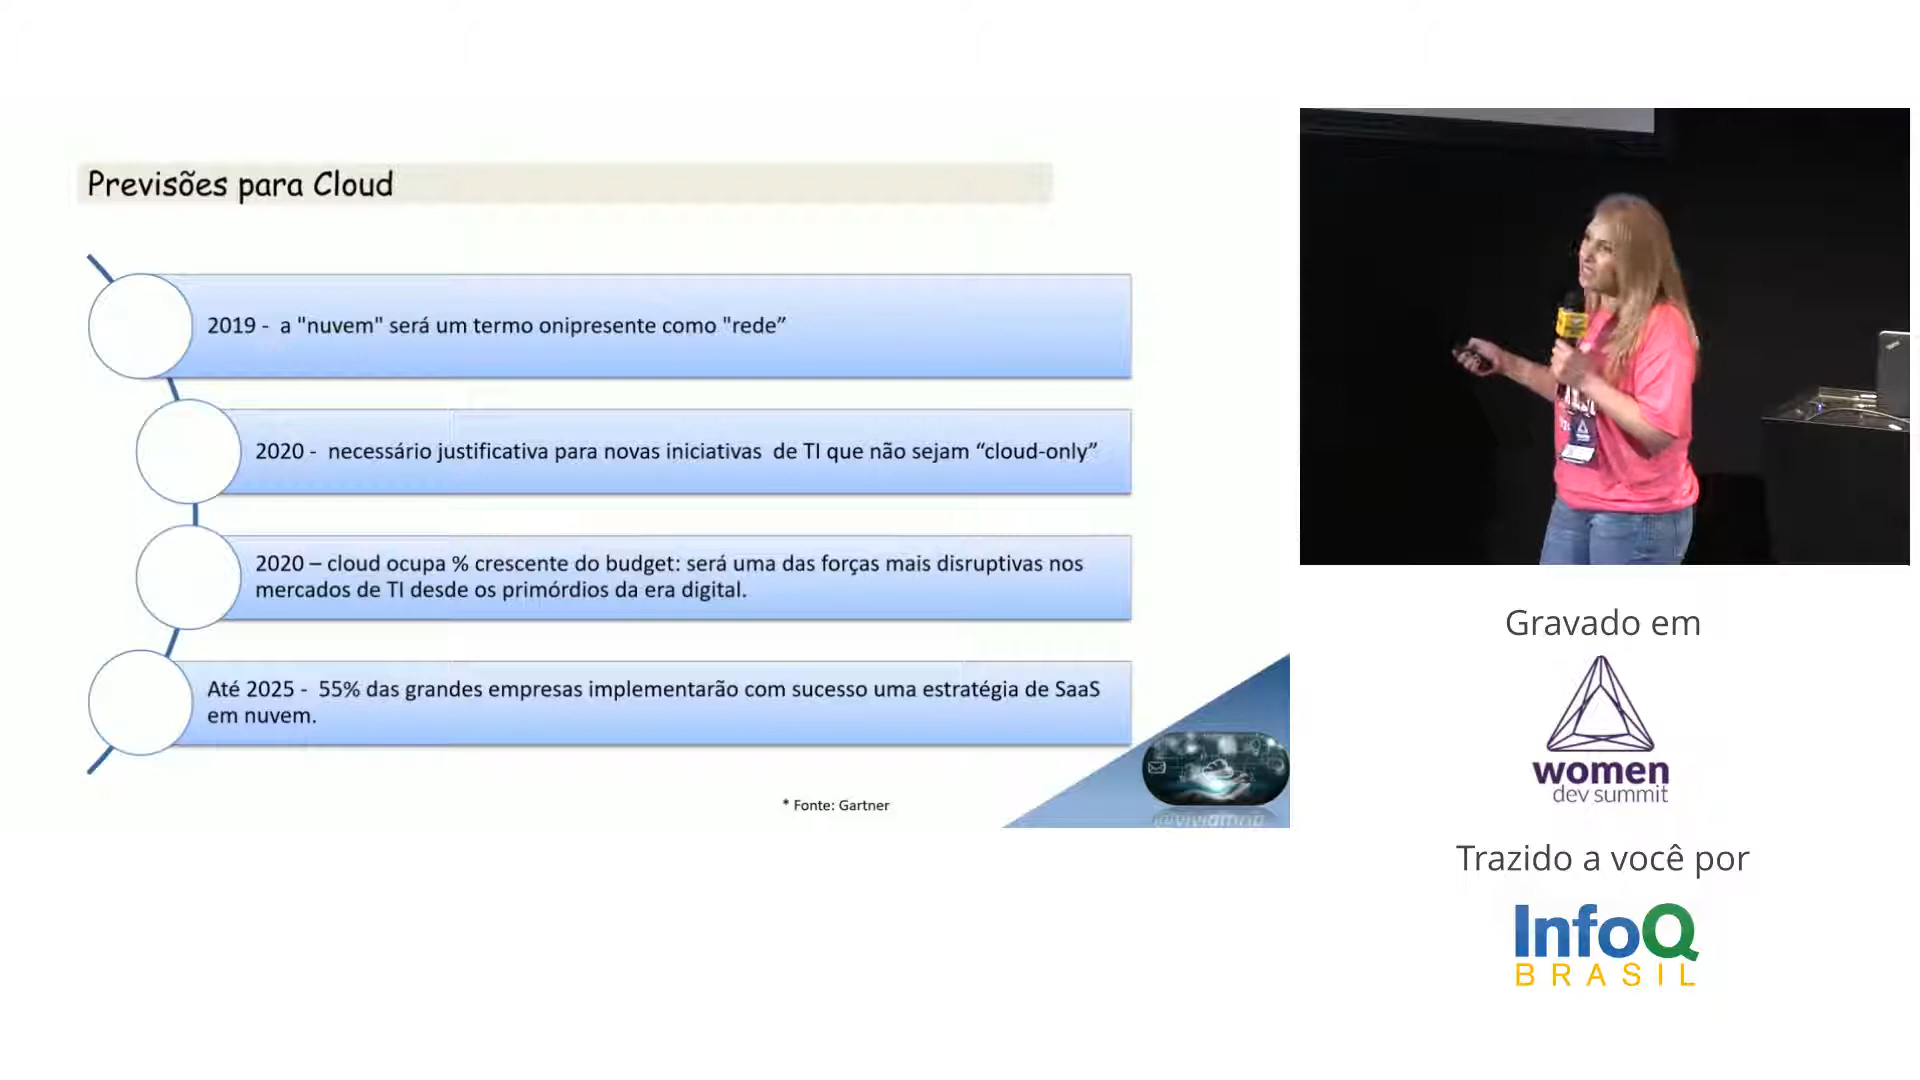 Previsões para Cloud
2019 - a "nuvem" será um termo onipresente como "rede”
2020 - necessário justificativa para novas iniciativas de TI que não sejam “cloud-only”
2020 – cloud ocupa % crescente do budget: será uma das forças mais disruptivas nos
mercados de TI desde os primórdios da era digital.
Até 2025 - 55% das grandes empresas implementarão com sucesso uma estratégia de SaaS
em nuvem.
* Fonte: Gartner
Gravado em
women
dev summit
Trazido a você por
InfoQ
BRASIL